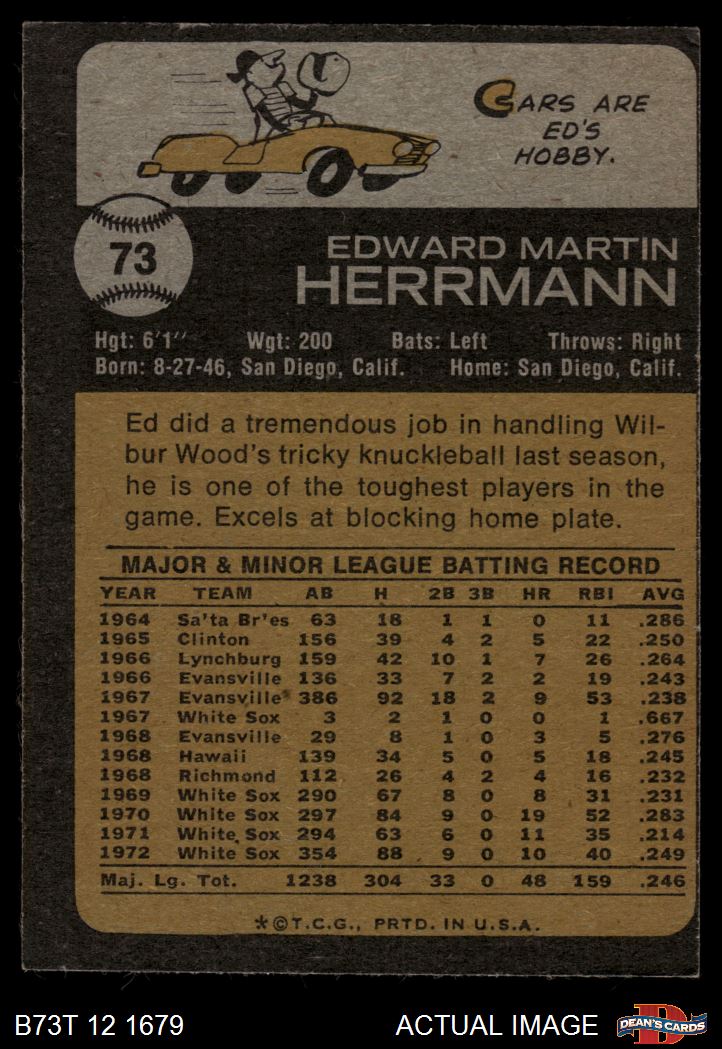 CARS ARE
ED'S
HOBBY.
73
EDWARD MARTIN
HERRMANN
Hgt: 6'1" Wgt: 200 Bats: Left Throws: Right
Born: 8-27-46, San Diego, Calif. Home: San Diego, Calif.
Ed did a tremendous job in handling Wil-
bur Wood's tricky knuckleball last season,
he is one of the toughest players in the
game. Excels at blocking home plate.
MAJOR & MINOR LEAGUE BATTING RECORD
YEAR TEAM AB H 2B 3B HR RBI AVG
1964 Sa'ta Br'es 63 18 1 1 0 11 .286
1965 Clinton 156 39 4 2 5 22 .250
1966 Lynchburg 159 42 10 1 7 26 .264
1966 Evansville 136 33 7 2 2 19 .243
1967 Evansville 386 92 18 2 9 53 .238
1967 White Sox 3 2 1 0 0 1 .667
1968 Evansville 29 8 1 0 3 5 .276
1968 Hawaii 139 34 5 0 5 18 .245
1968 Richmond 112 26 4 2 4 16 .232
1969 White Sox 290 67 8 0 8 31 .231
1970 White Sox 297 84 9 0 19 52 .283
1971 White Sox 294 63 6 0 11 35 .214
1972 White Sox 354 88 9 0 10 40 .249
Maj. Lg. Tot. 1238 304 33 0 48 159 .246
*©T.C.G., PRTD. IN U.S.A.
B73T 12 1679 ACTUAL IMAGE DEAN'S CARDS